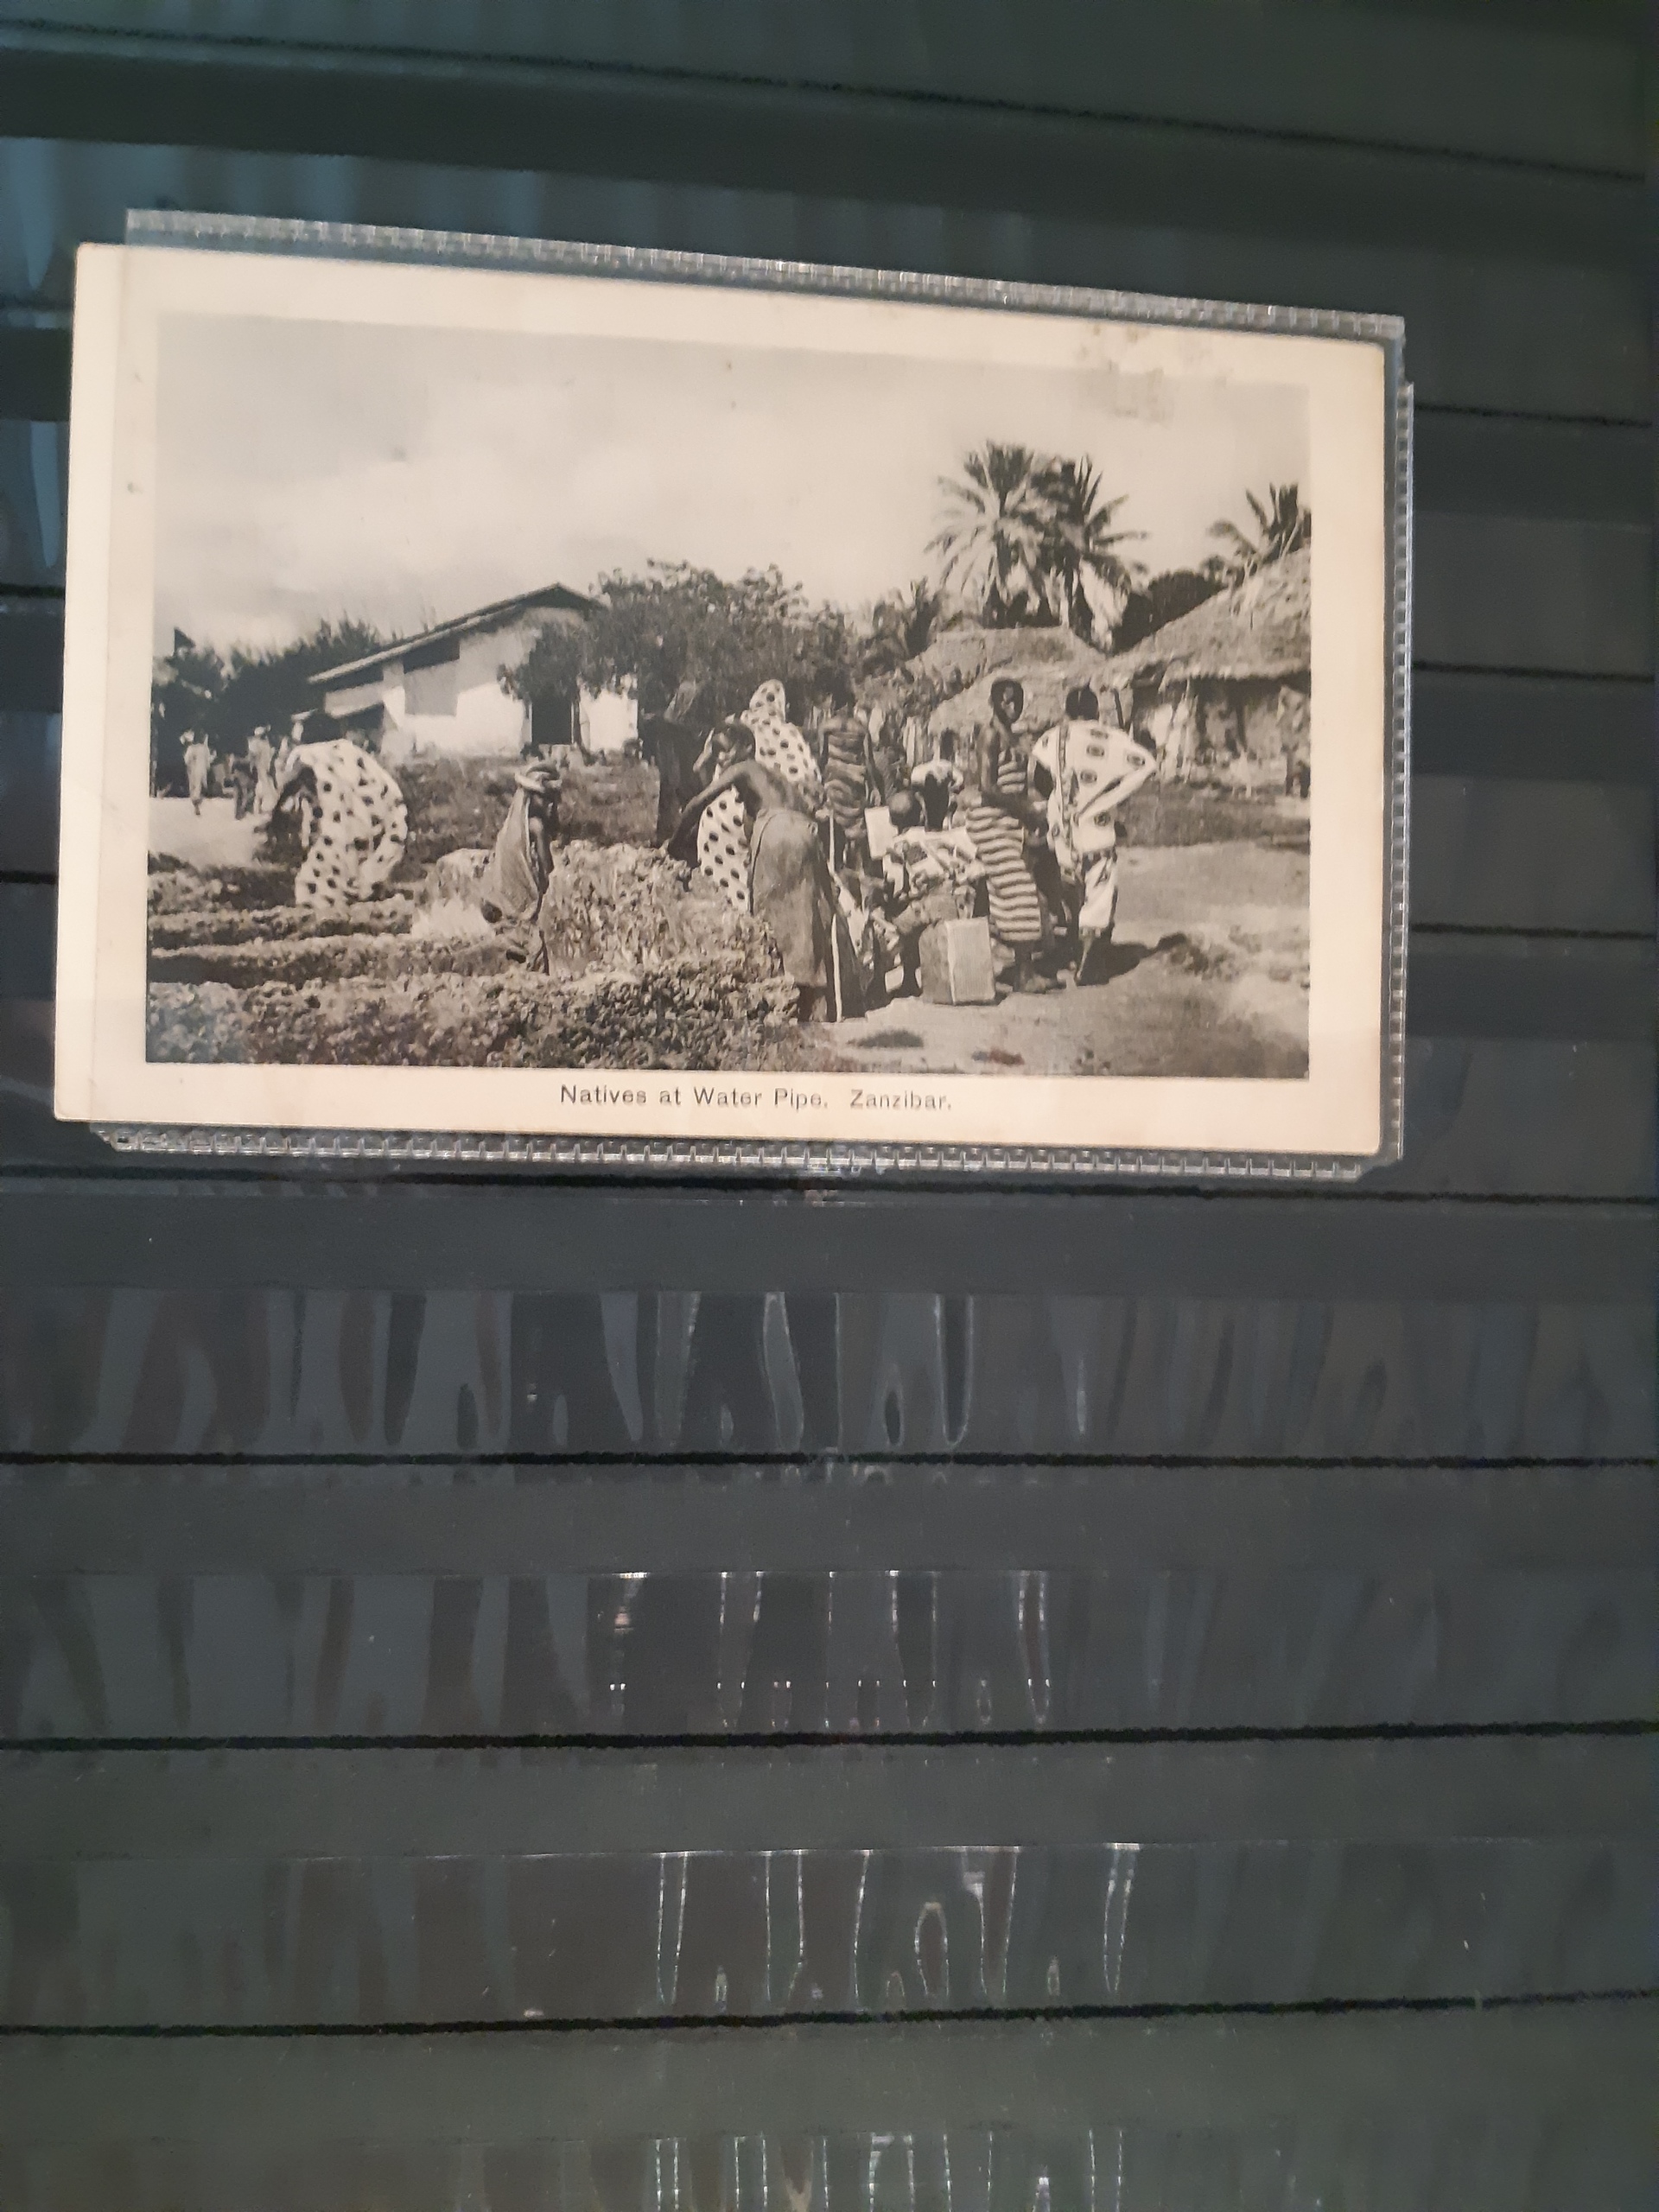 Natives at Water Pipe. Zanzibar.